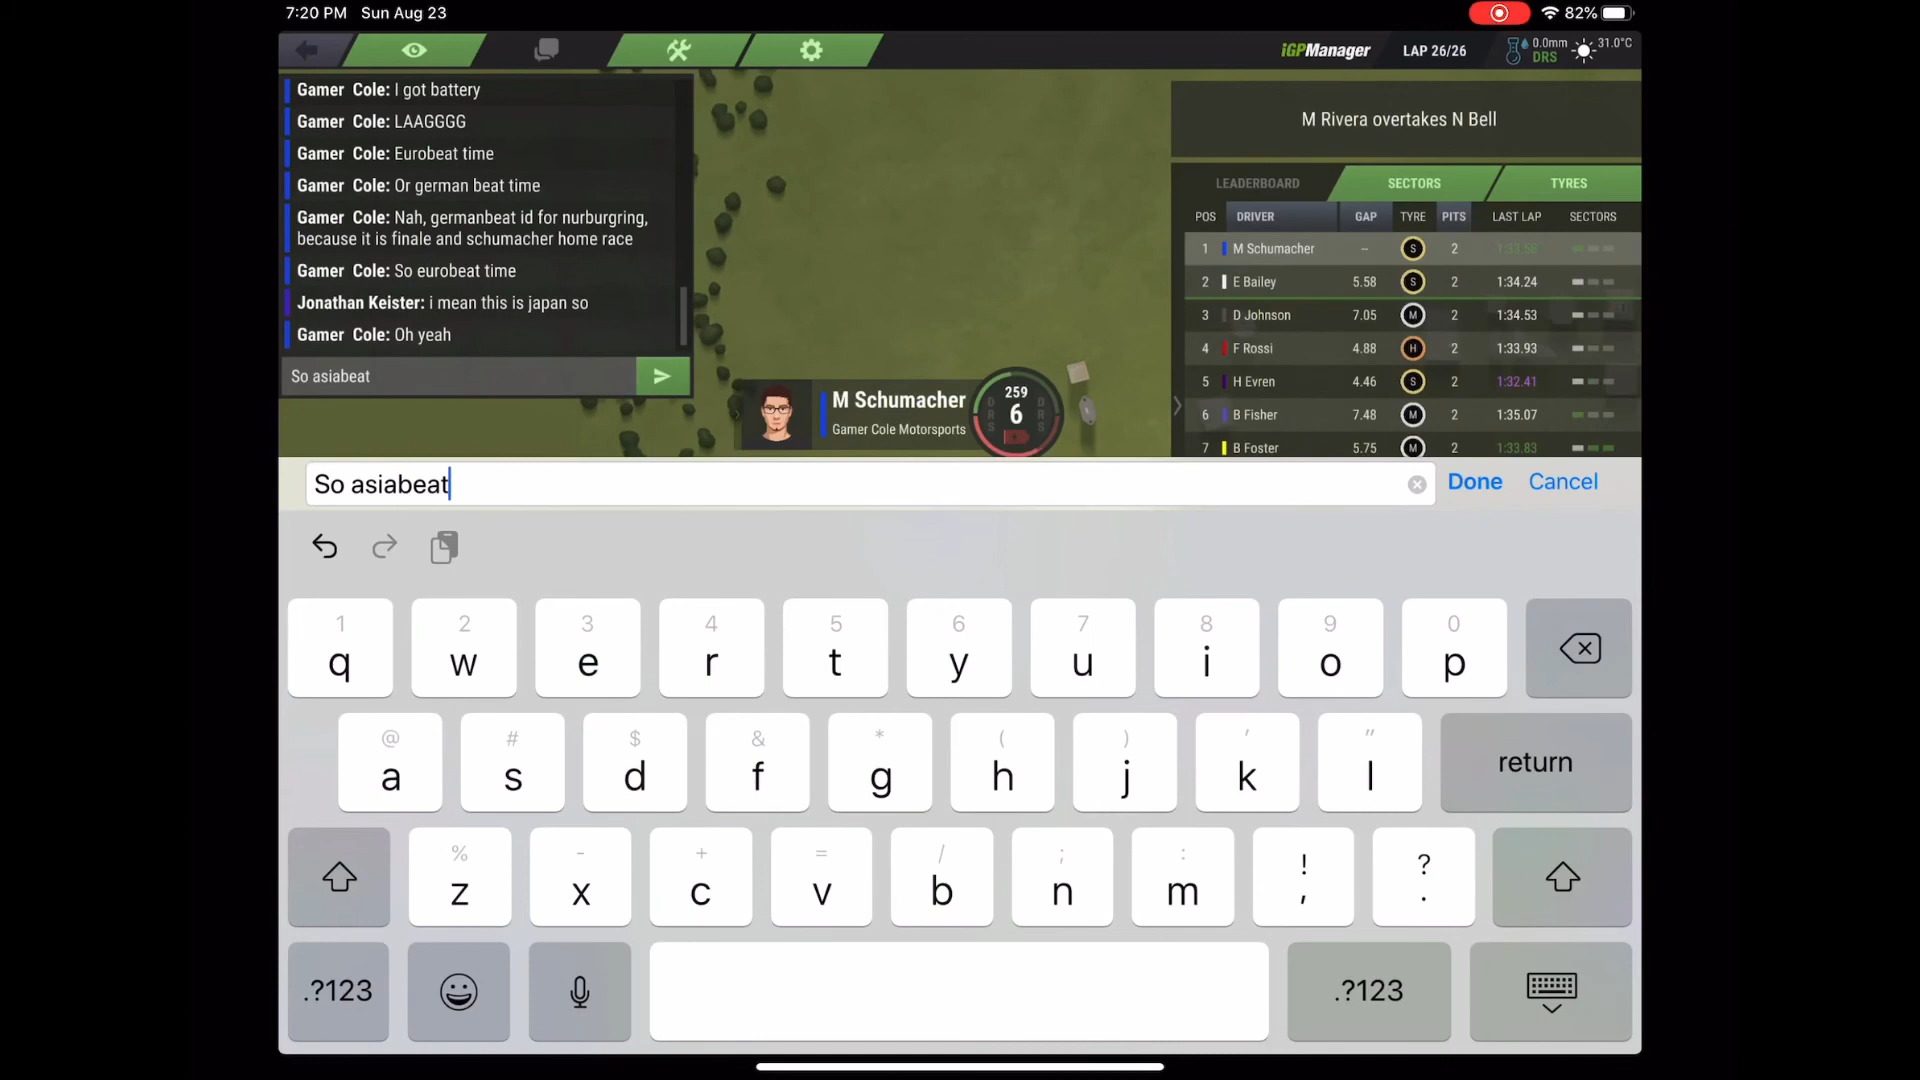 7:20 PM Sun Aug 23
82%
iGPManager LAP 26/26 0.0mm DRS 31.0°C
Gamer Cole: I got battery
Gamer Cole: LAAGGGG
Gamer Cole: Eurobeat time
Gamer Cole: Or german beat time
Gamer Cole: Nah, germanbeat id for nurburgring,
because it is finale and schumacher home race
Gamer Cole: So eurobeat time
Jonathan Keister: i mean this is japan so
Gamer Cole: Oh yeah
So asiabeat
M Schumacher
Gamer Cole Motorsports
259
6
DRS DRS
M Rivera overtakes N Bell
LEADERBOARD SECTORS TYRES
POS DRIVER GAP TYRE PITS LAST LAP SECTORS
1 M Schumacher – S 2 1:33.56
2 E Bailey 5.58 S 2 1:34.24
3 D Johnson 7.05 M 2 1:34.53
4 F Rossi 4.88 H 2 1:33.93
5 H Evren 4.46 S 2 1:32.41
6 B Fisher 7.48 M 2 1:35.07
7 B Foster 5.75 M 2 1:33.83
So asiabeat Done Cancel
1 2 3 4 5 6 7 8 9 0
q w e r t y u i o p
@ # $ & * ( ) ' "
a s d f g h j k l return
% - + = / ; : ! ?
z x c v b n m , .
.?123 .?123